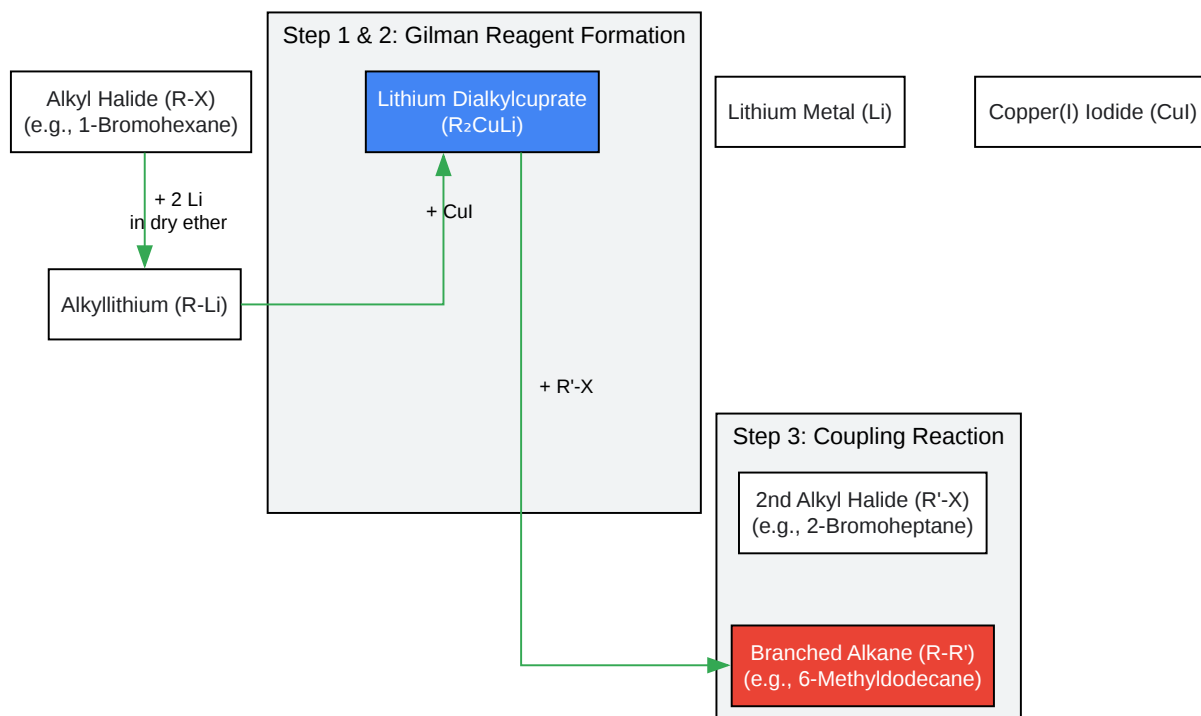 Step 1 & 2: Gilman Reagent Formation
Alkyl Halide (R-X)
(e.g., 1-Bromohexane)
Lithium Dialkylcuprate
(R₂CuLi)
Lithium Metal (Li)
Copper(I) Iodide (CuI)
+ 2 Li
in dry ether
+ CuI
Alkyllithium (R-Li)
+ R'-X
Step 3: Coupling Reaction
2nd Alkyl Halide (R'-X)
(e.g., 2-Bromoheptane)
Branched Alkane (R-R')
(e.g., 6-Methyldodecane)